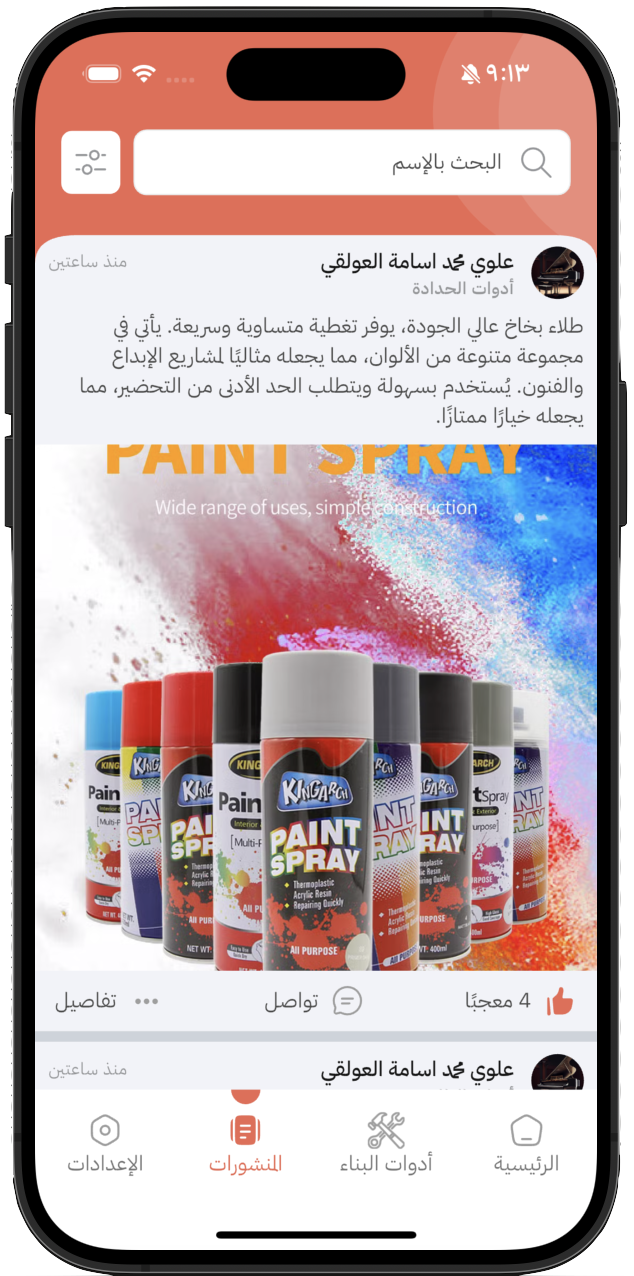 ٩:١٣
البحث بالإسم
علوي محمد اسامة العولقي
منذ ساعتين
أدوات الحدادة
طلاء بخاخ عالي الجودة، يوفر تغطية متساوية وسريعة. يأتي في
مجموعة متنوعة من الألوان، مما يجعله مثاليًا لمشاريع الإبداع
والفنون. يُستخدم بسهولة ويتطلب الحد الأدنى من التحضير، مما
يجعله خيارًا ممتازًا.
PAINT SPRAY
Wide range of uses, simple construction
KINGARCH
PAINT
SPRAY
Thermoplastic
Acrylic Resin
Repairing Quickly
All PURPOSE
4 معجبًا
تواصل
تفاصيل
علوي محمد اسامة العولقي
منذ ساعتين
الرئيسية
أدوات البناء
المنشورات
الإعدادات